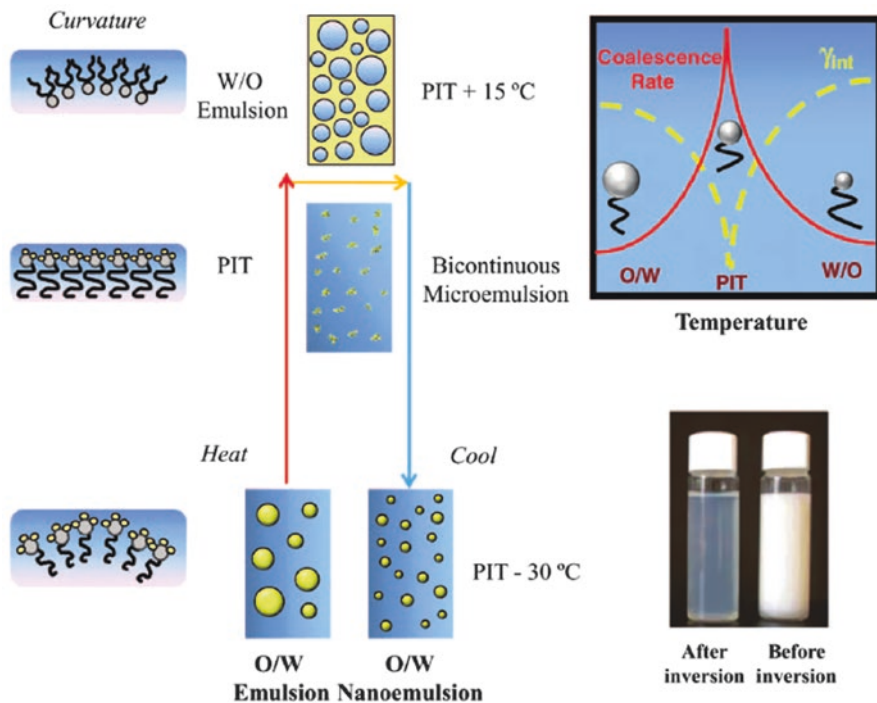 Curvature
W/O
Emulsion
PIT + 15 ºC
PIT
Bicontinuous
Microemulsion
Heat
Cool
PIT - 30 ºC
O/W
Emulsion
O/W
Nanoemulsion
Coalescence
Rate
γint
O/W
PIT
W/O
Temperature
After
inversion
Before
inversion